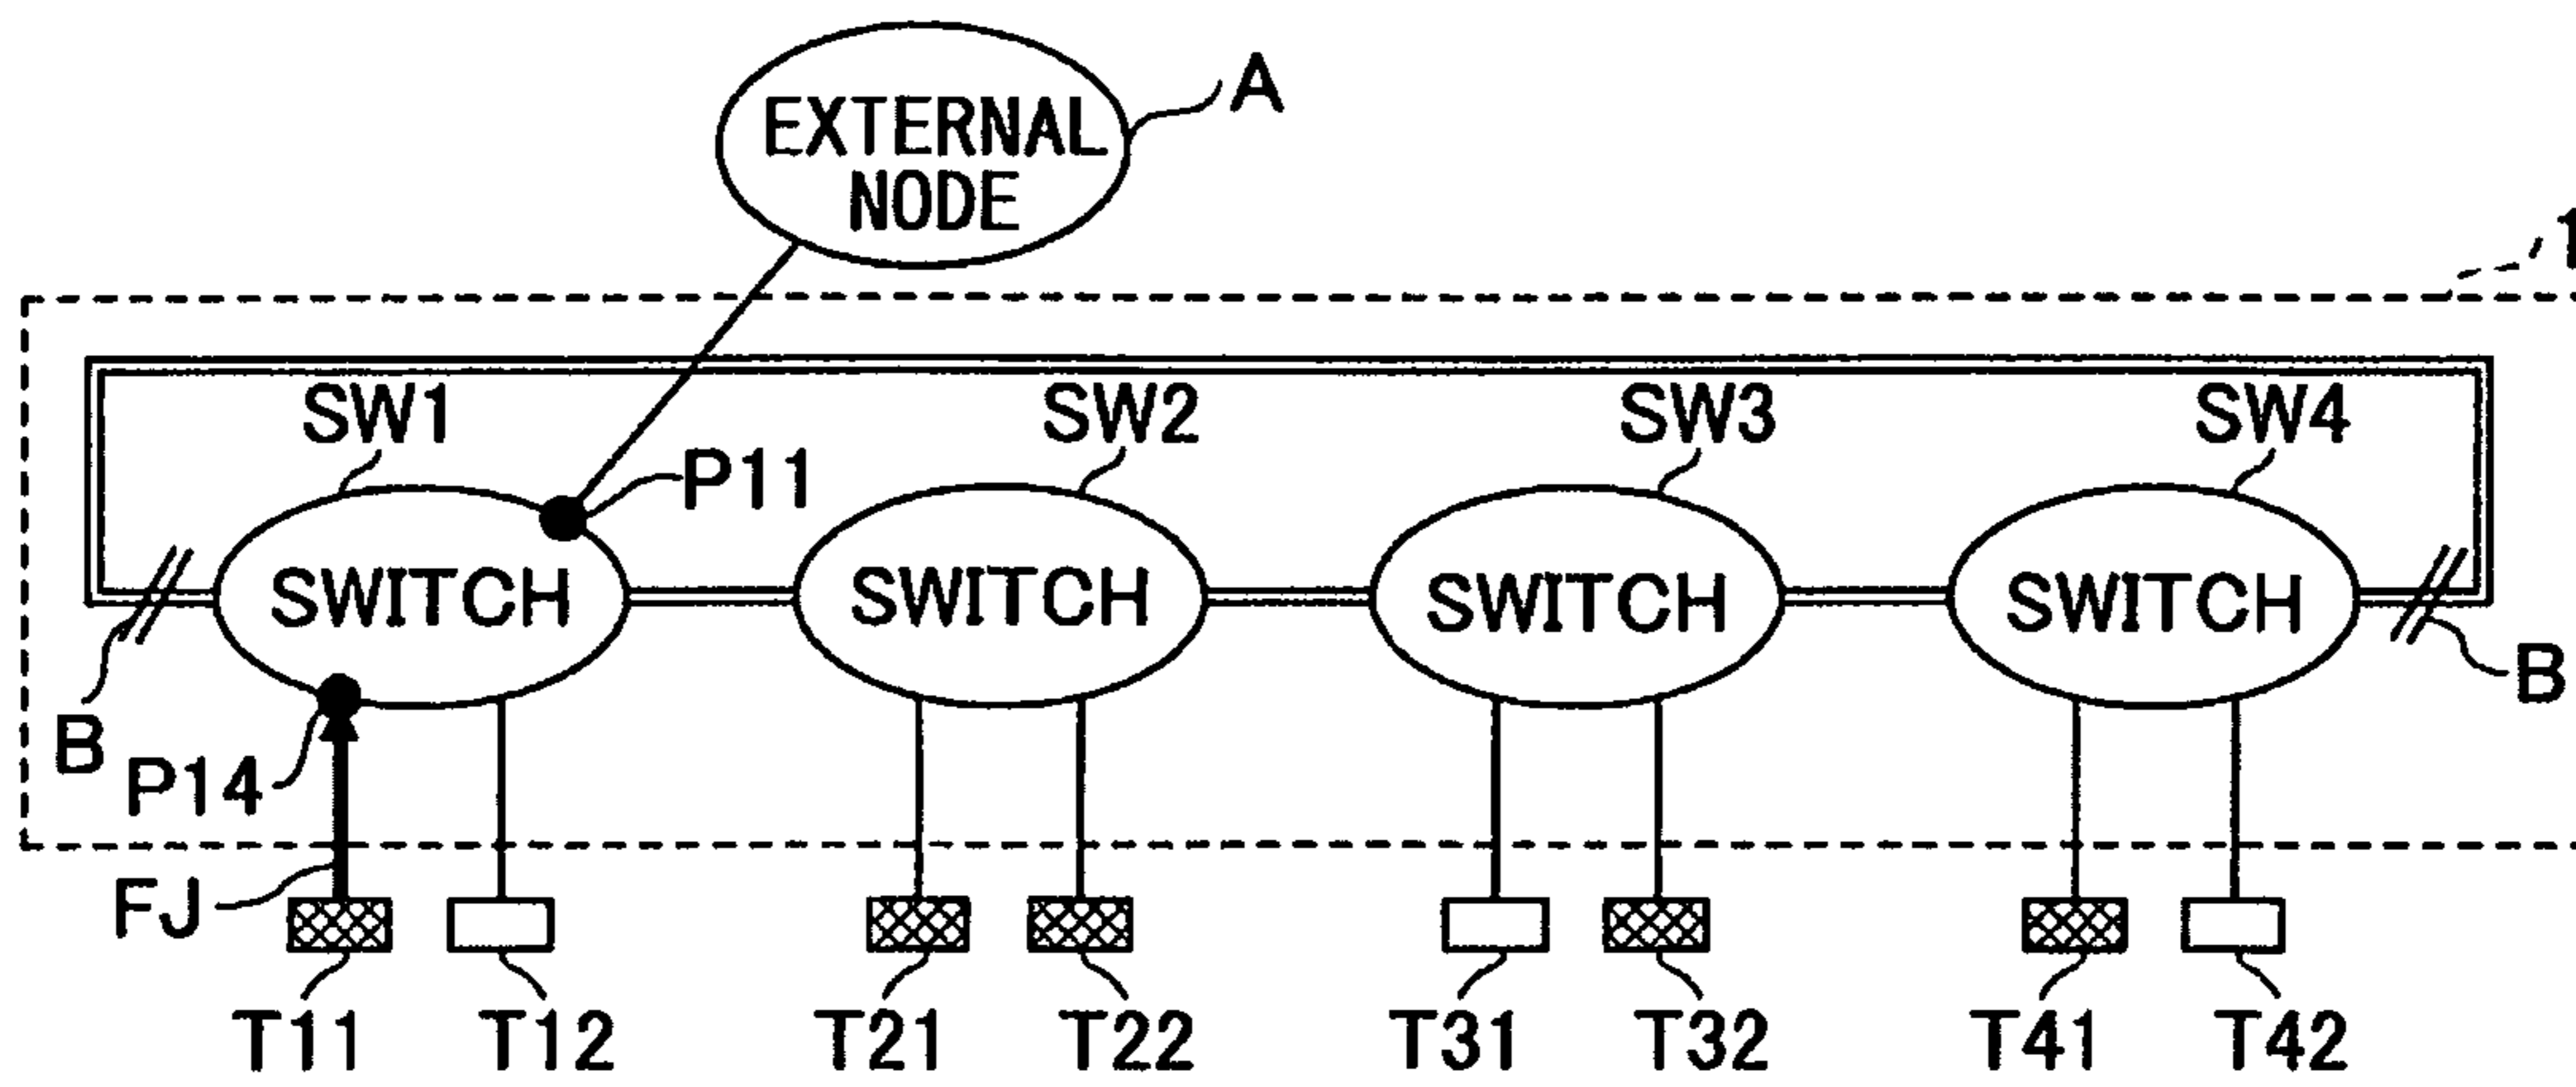 EXTERNAL
NODE
A
1
SW1
SW2
SW3
SW4
P11
SWITCH
SWITCH
SWITCH
SWITCH
B
B
P14
FJ
T11
T12
T21
T22
T31
T32
T41
T42